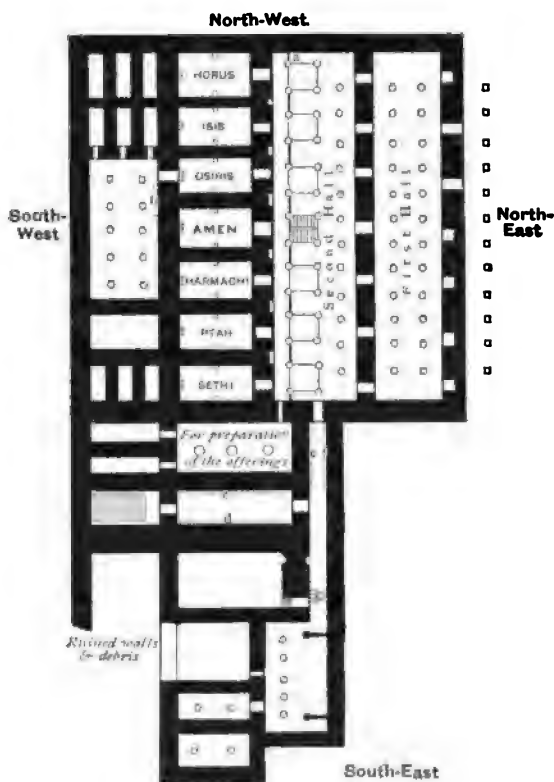 North-West.
HORUS
ISIS
OSIRIS
AMEN
HARMACHI
PTAH
SETHI
Second Hall
First Hall
South-
West
North-
East
For preparation
of the offerings
c
d
Ruined walls
& debris
South-East